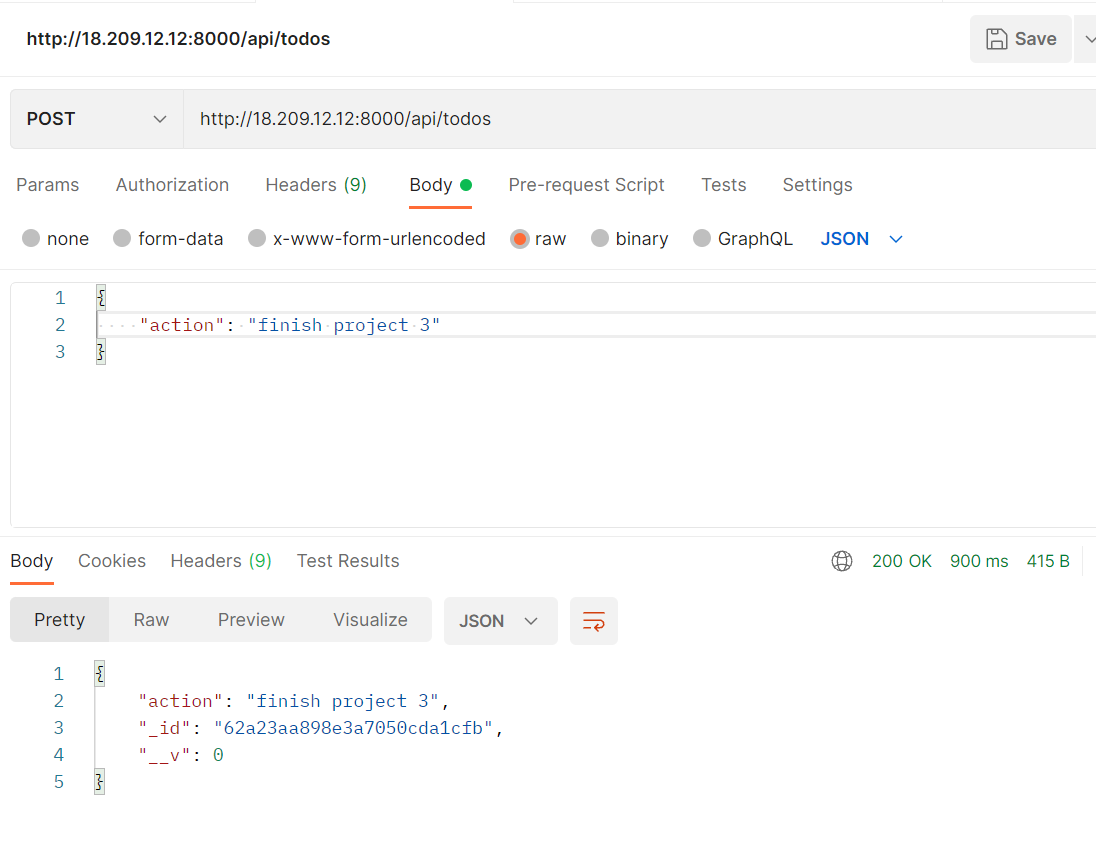 http://18.209.12.12:8000/api/todos Save
POST http://18.209.12.12:8000/api/todos
Params Authorization Headers (9) Body Pre-request Script Tests Settings
none form-data x-www-form-urlencoded raw binary GraphQL JSON
1 {
2 "action": "finish project 3"
3 }
Body Cookies Headers (9) Test Results 200 OK 900 ms 415 B
Pretty Raw Preview Visualize JSON
1 {
2 "action": "finish project 3",
3 "_id": "62a23aa898e3a7050cda1cfb",
4 "__v": 0
5 }